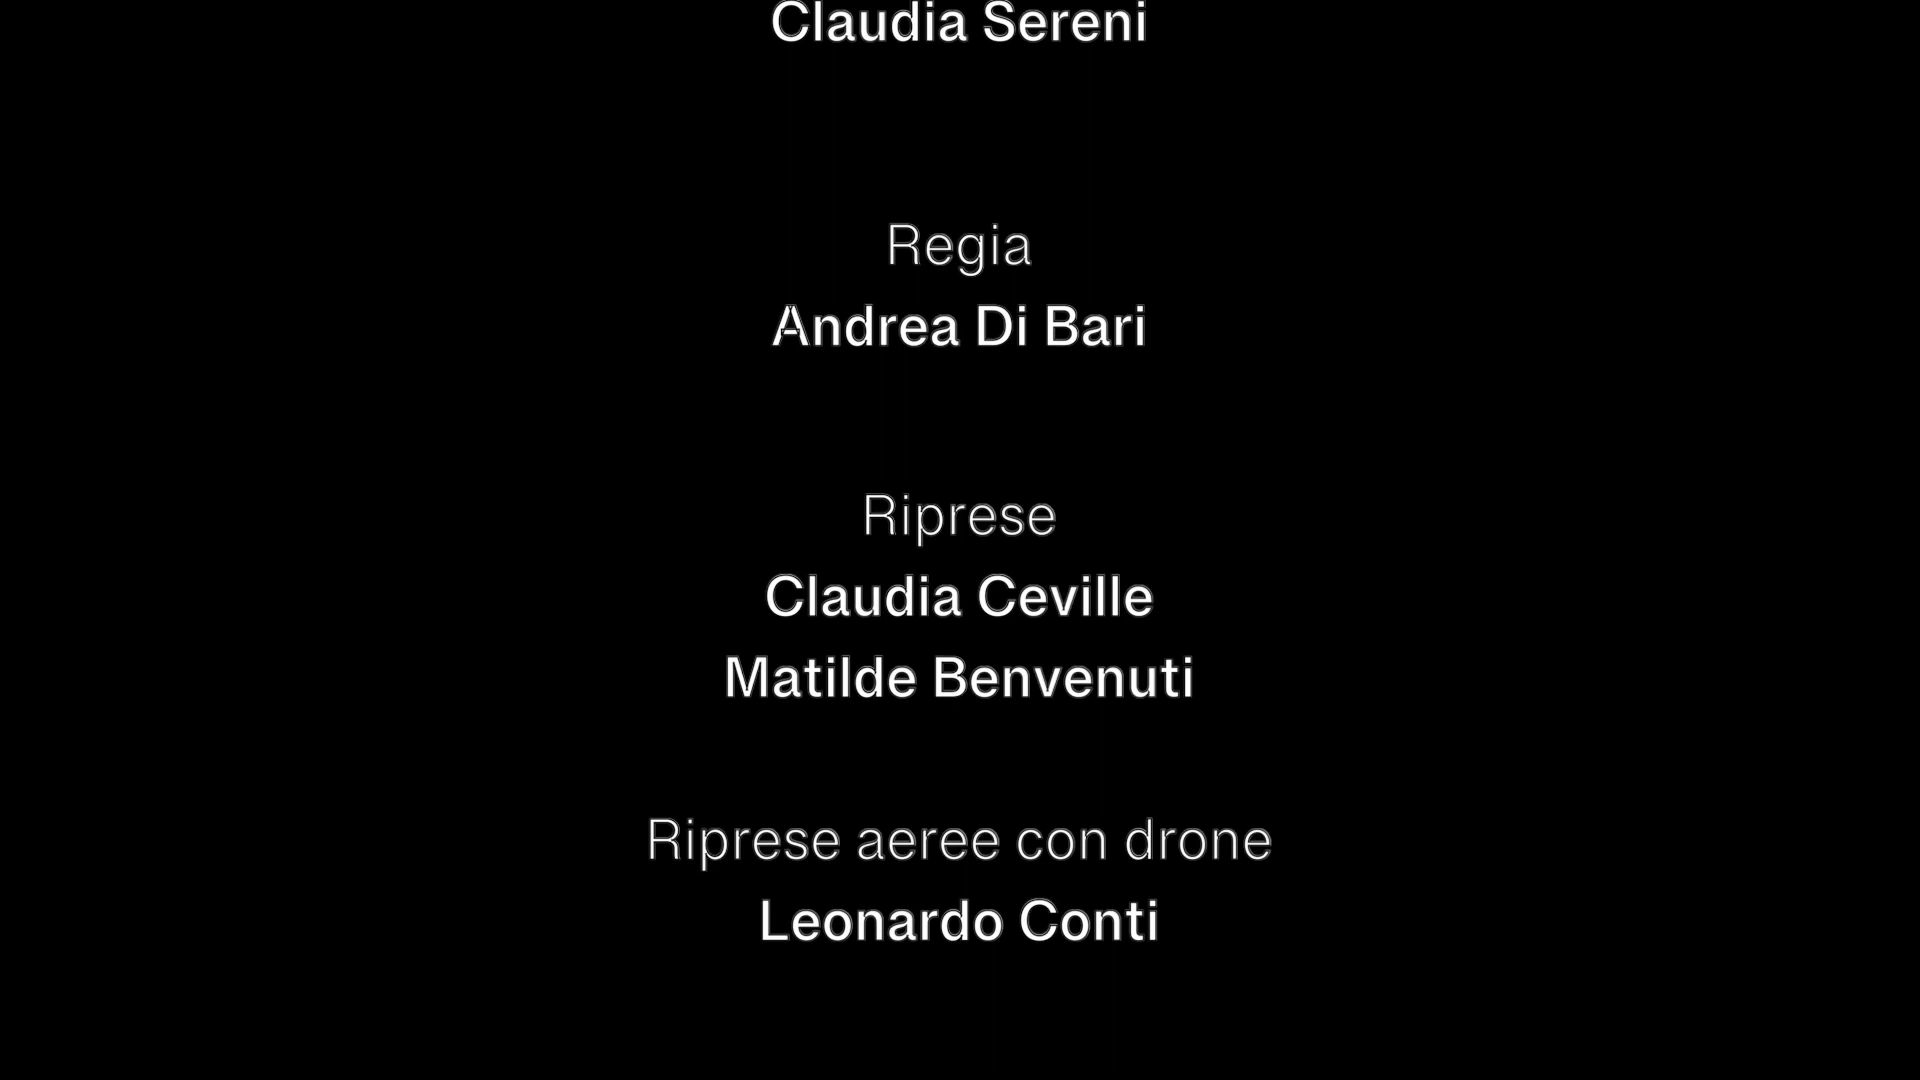 Claudia Sereni
Regia
Andrea Di Bari
Riprese
Claudia Ceville
Matilde Benvenuti
Riprese aeree con drone
Leonardo Conti